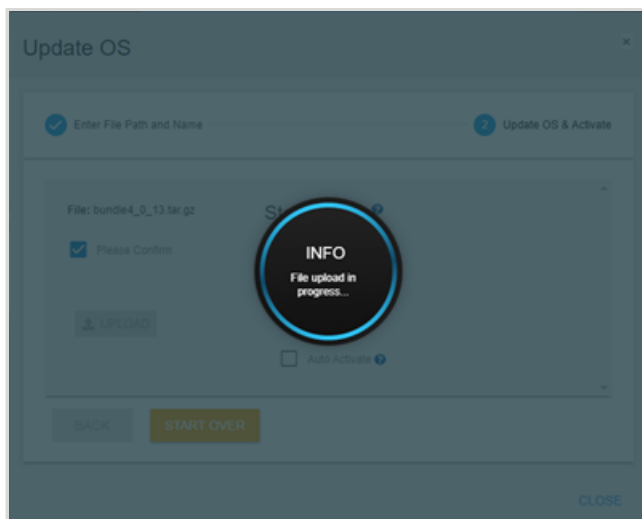 Update OS
×
Enter File Path and Name
2 Update OS & Activate
File: bundle4_0_13.tar.gz
Please Confirm
INFO
File upload in
progress...
UPLOAD
Auto Activate ?
BACK
START OVER
CLOSE